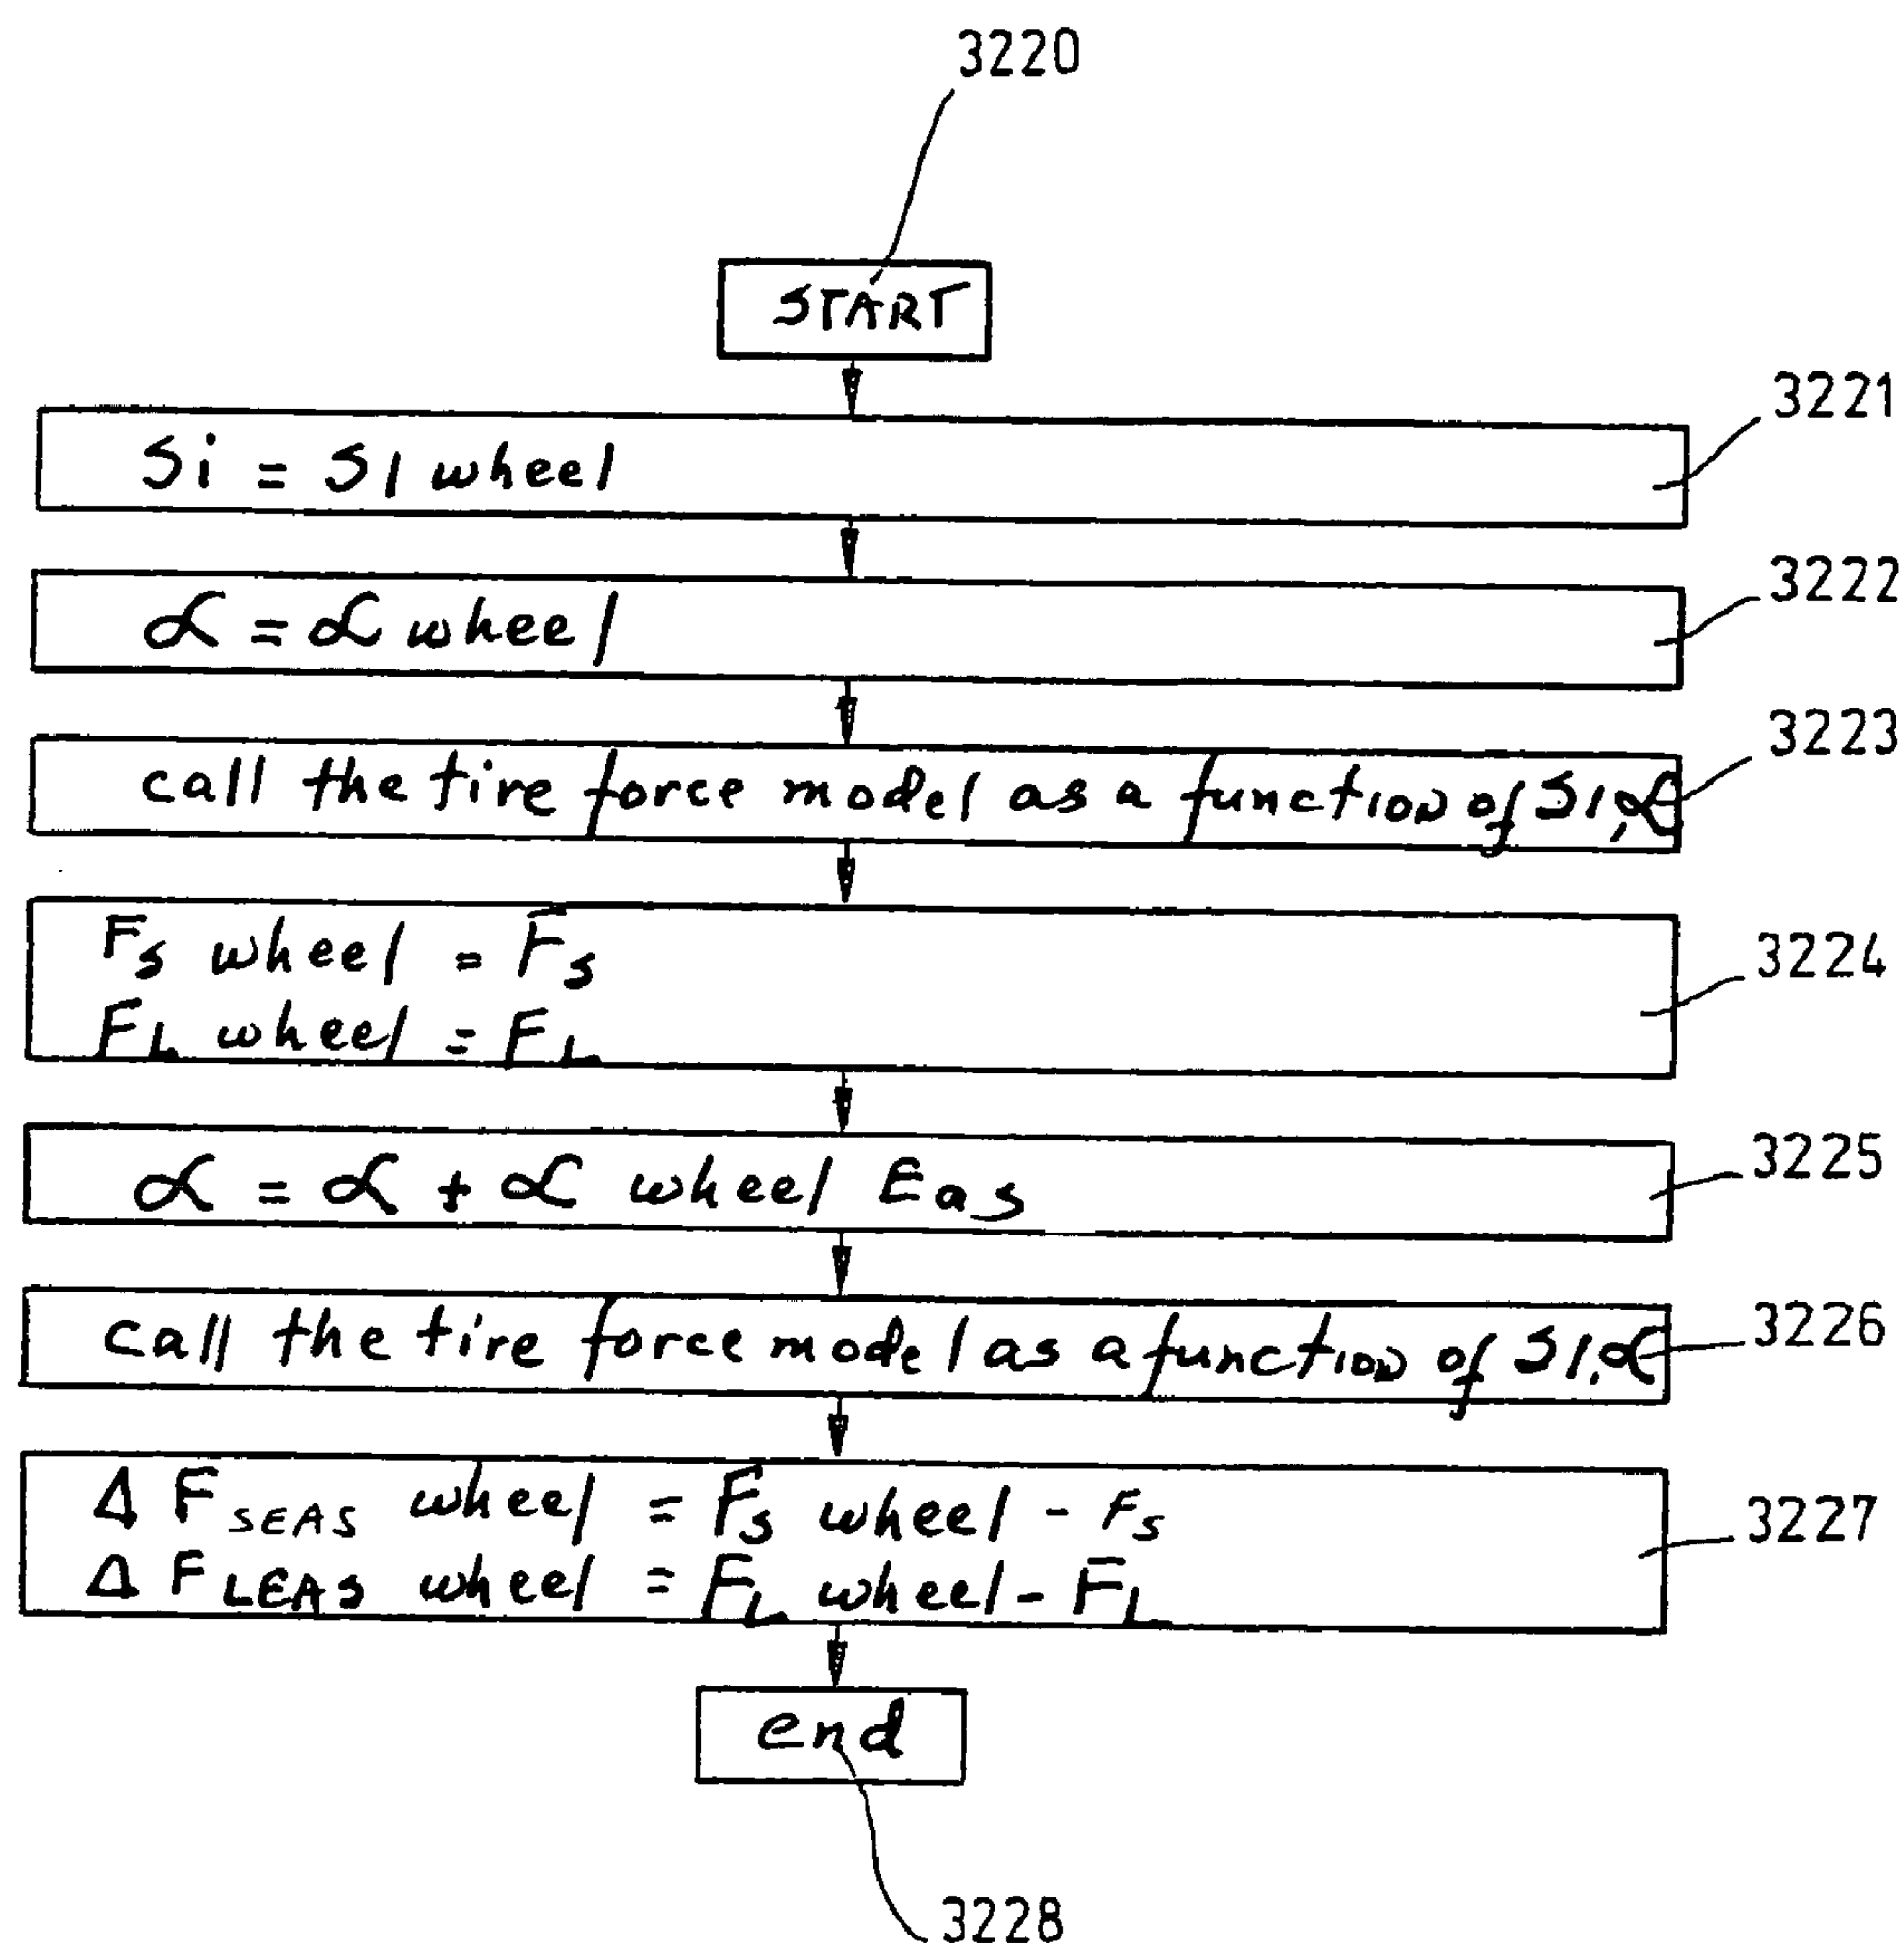 3220
START
3221
Si = Sl wheel
3222
α = α wheel
3223
call the tire force model as a function of Sl, α
3224
Fs wheel = Fs
FL wheel = FL
3225
α = α + α wheel Eas
3226
call the tire force model as a function of Sl, α
3227
Δ FSEAS wheel = Fs wheel - Fs
Δ FLEAS wheel = FL wheel - FL
end
3228